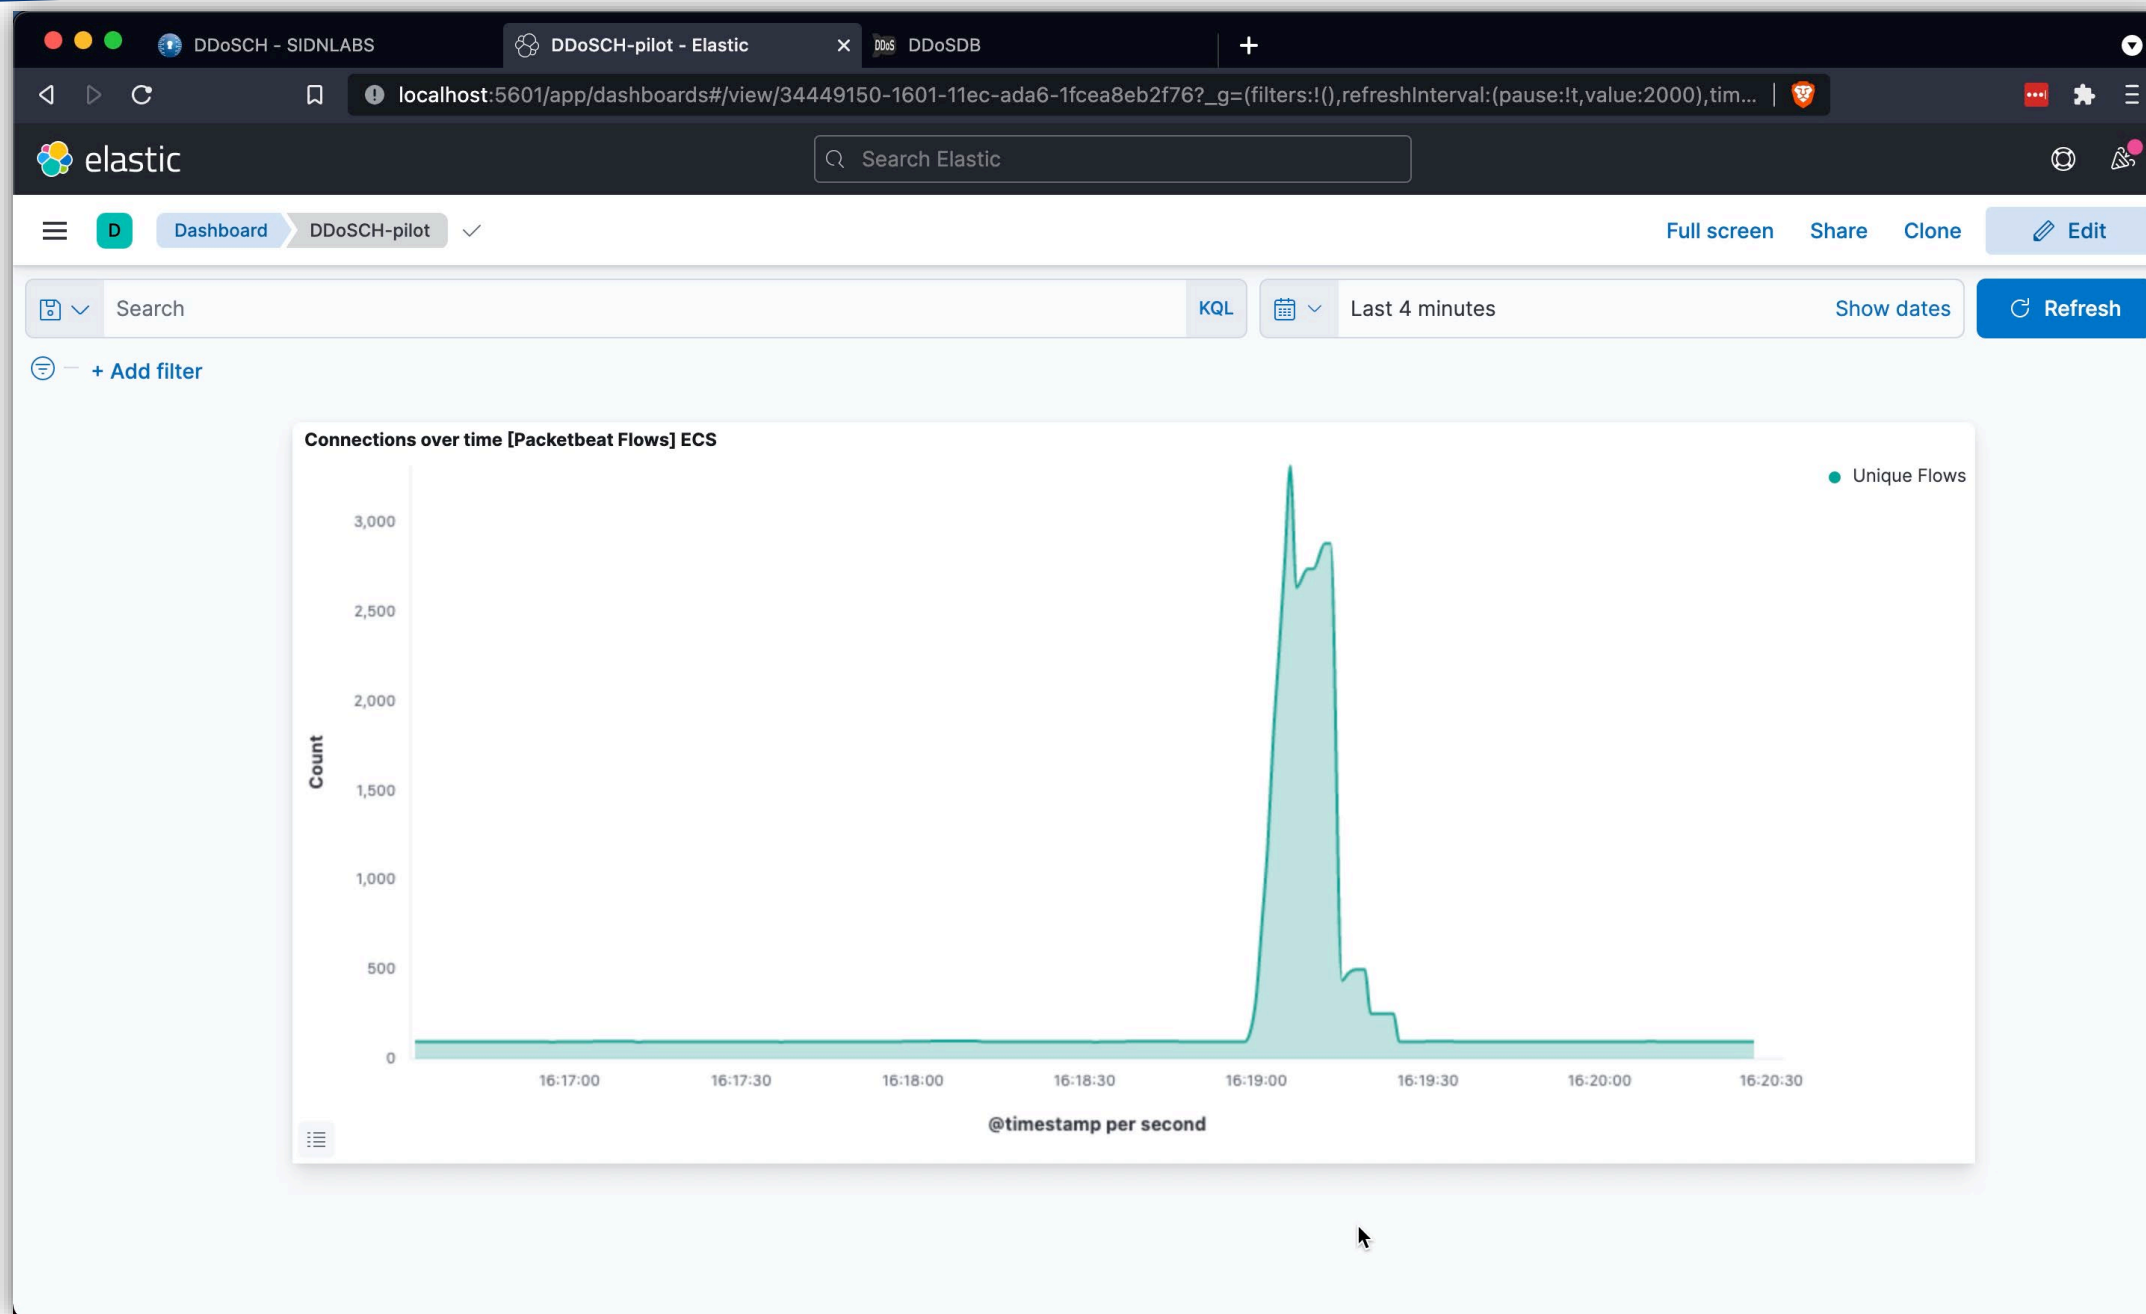 DDoSCH - SIDNLABS
DDoSCH-pilot - Elastic
DDoS DDoSDB
localhost:5601/app/dashboards#/view/34449150-1601-11ec-ada6-1fcea8eb2f76?_g=(filters:!(),refreshInterval:(pause:!t,value:2000),tim...
elastic
Search Elastic
D Dashboard DDoSCH-pilot
Full screen Share Clone Edit
Search KQL
Last 4 minutes Show dates
Refresh
+ Add filter
Connections over time [Packetbeat Flows] ECS
Unique Flows
3,000
2,500
2,000
1,500
1,000
500
0
Count
16:17:00 16:17:30 16:18:00 16:18:30 16:19:00 16:19:30 16:20:00 16:20:30
@timestamp per second